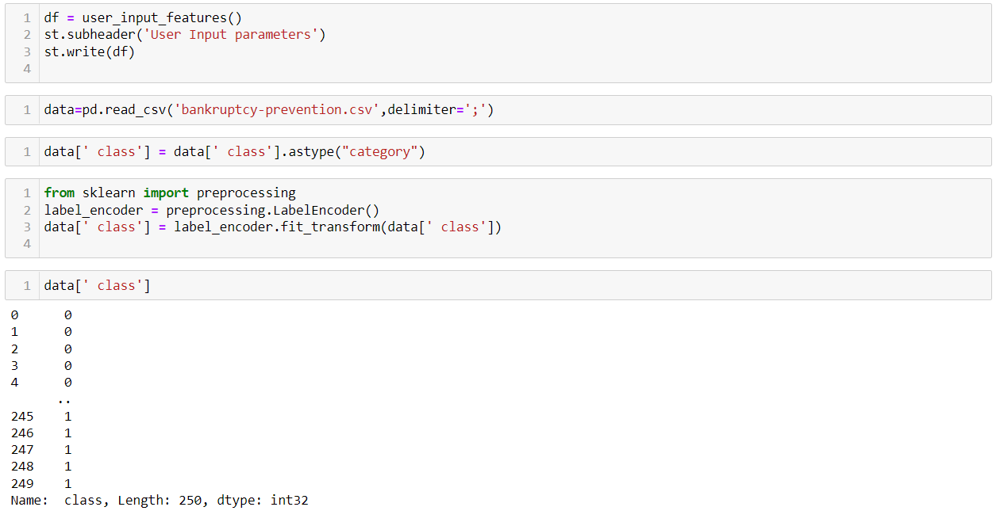 1 df = user_input_features()
2 st.subheader('User Input parameters')
3 st.write(df)
4
1 data=pd.read_csv('bankruptcy-prevention.csv',delimiter=';')
1 data[' class'] = data[' class'].astype("category")
1 from sklearn import preprocessing
2 label_encoder = preprocessing.LabelEncoder()
3 data[' class'] = label_encoder.fit_transform(data[' class'])
4
1 data[' class']
0      0
1      0
2      0
3      0
4      0
      ..
245    1
246    1
247    1
248    1
249    1
Name:  class, Length: 250, dtype: int32